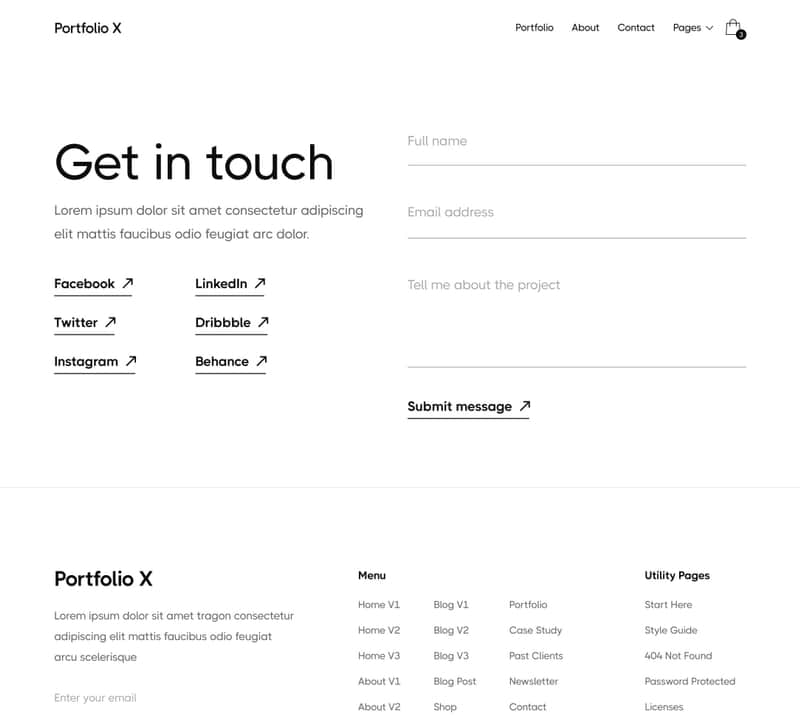 Portfolio X
Portfolio About Contact Pages
Get in touch
Lorem ipsum dolor sit amet consectetur adipiscing
elit mattis faucibus odio feugiat arc dolor.
Facebook LinkedIn
Twitter Dribbble
Instagram Behance
Full name
Email address
Tell me about the project
Submit message
Portfolio X
Lorem ipsum dolor sit amet tragon consectetur
adipiscing elit mattis faucibus odio feugiat
arcu scelerisque
Enter your email
Menu
Home V1 Blog V1 Portfolio
Home V2 Blog V2 Case Study
Home V3 Blog V3 Past Clients
About V1 Blog Post Newsletter
About V2 Shop Contact
Utility Pages
Start Here
Style Guide
404 Not Found
Password Protected
Licenses